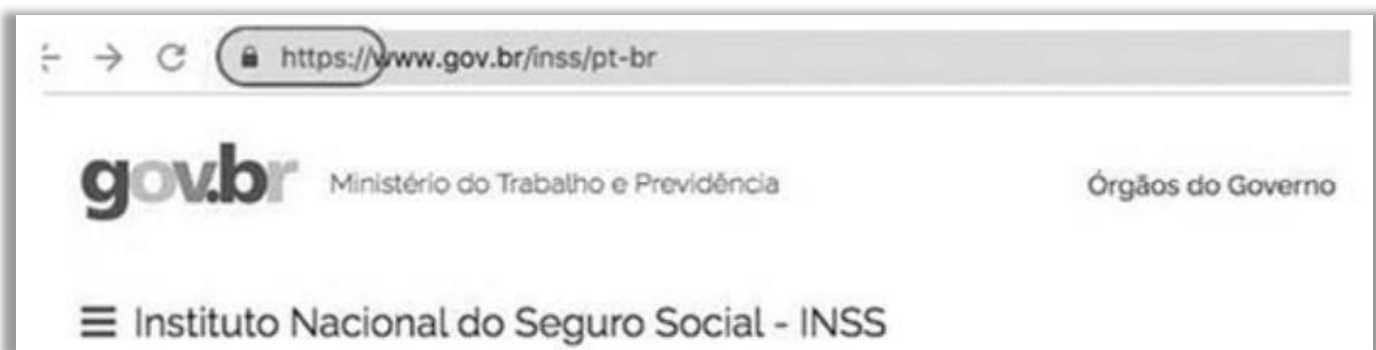 https://www.gov.br/inss/pt-br
gov.br Ministério do Trabalho e Previdência Órgãos do Governo
Instituto Nacional do Seguro Social - INSS